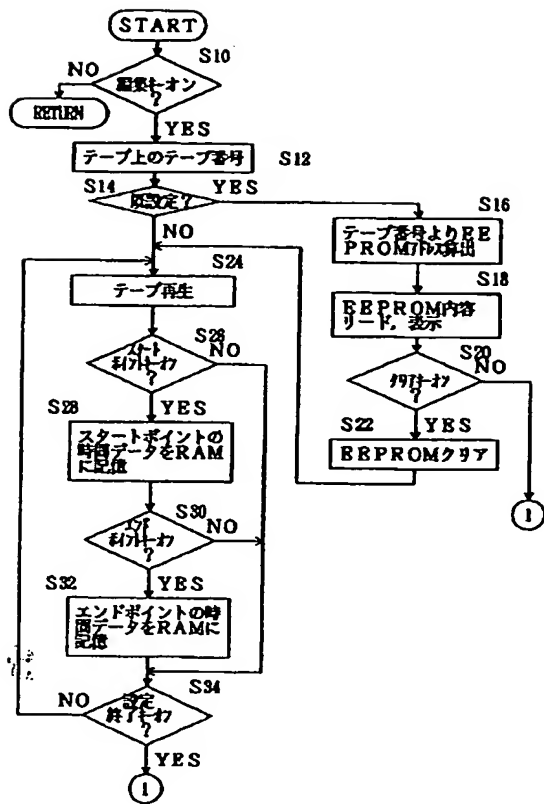 START
S10
NO
編集キーオン
?
RETURN
YES
テープ上のテープ番号
S12
S14
YES
既設定?
S16
NO
テープ番号よりEE
PROMアドレス算出
S24
S18
テープ再生
EEPROM内容
リード，表示
S26
スタート
ポイントキーオン
?
NO
S20
クリアキーオン
?
NO
S28
YES
S22
YES
スタートポイントの
時間データをRAM
に記憶
EEPROMクリア
S30
エンド
ポイントキーオン
?
NO
1
S32
YES
エンドポイントの時
間データをRAMに
記憶
S34
NO
設定
終了キーオン
?
YES
1